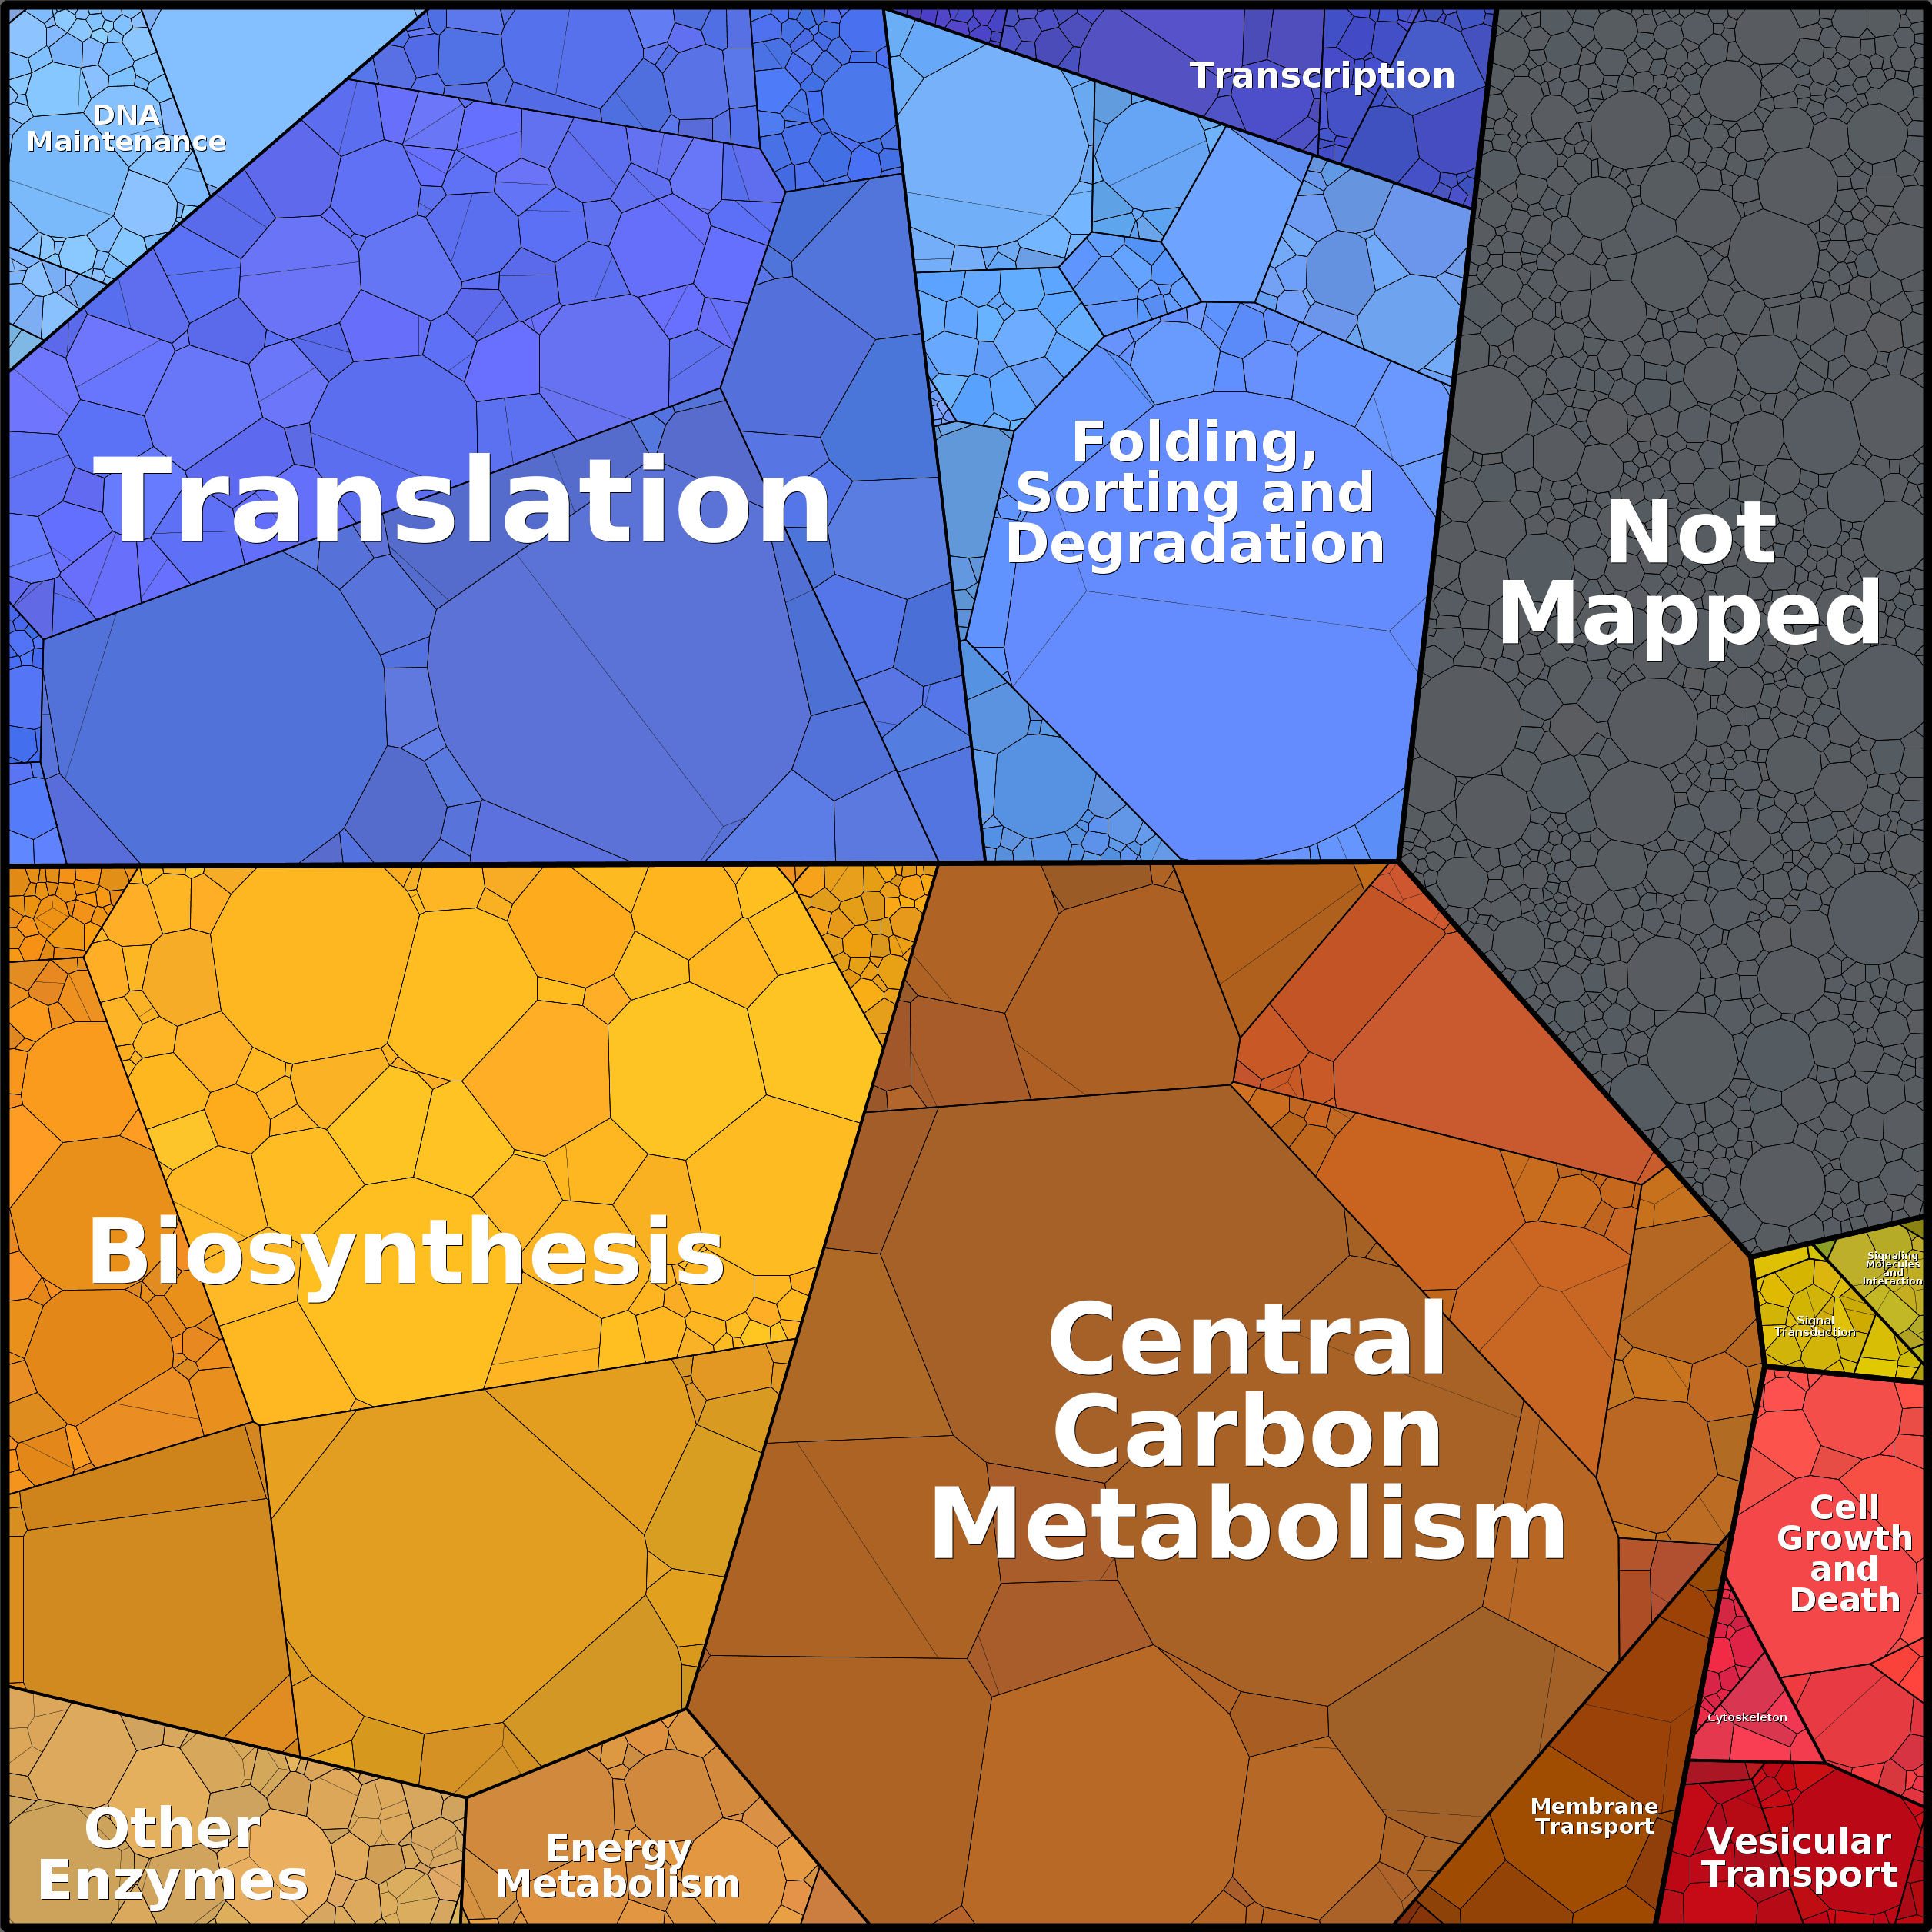 DNA
Maintenance
Transcription
Translation
Folding,
Sorting and
Degradation
Not
Mapped
Biosynthesis
Central
Carbon
Metabolism
Signaling
Molecules
and
Interaction
Signal
Transduction
Cell
Growth
and
Death
Cytoskeleton
Other
Enzymes
Energy
Metabolism
Membrane
Transport
Vesicular
Transport